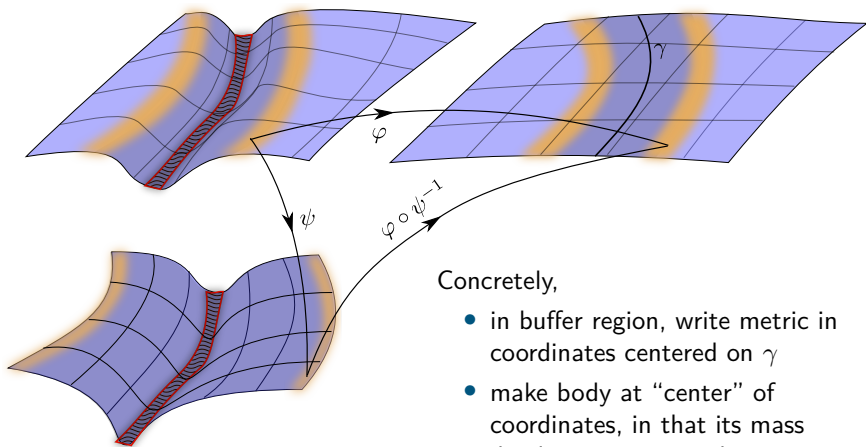 γ
φ
ψ
φ ∘ ψ⁻¹
Concretely,
• in buffer region, write metric in
coordinates centered on γ
• make body at “center” of
coordinates, in that its mass